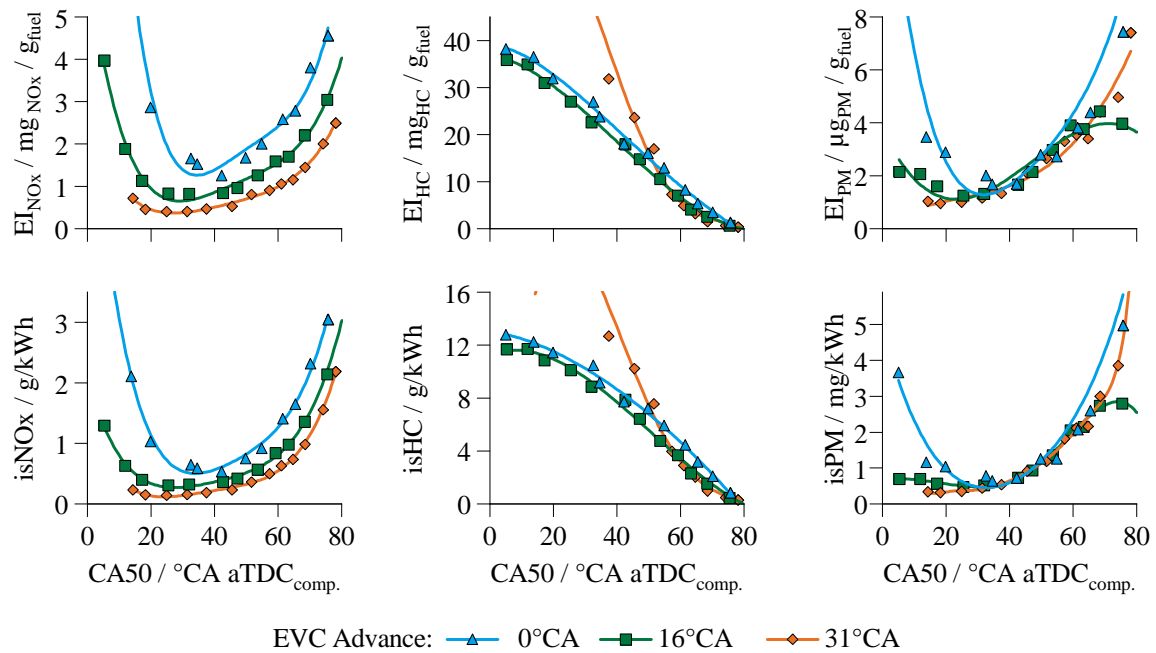 EI_NOx / mg_NOx / g_fuel
5
4
3
2
1
0
EI_HC / mg_HC / g_fuel
40
30
20
10
0
EI_PM / µg_PM / g_fuel
8
6
4
2
0
isNOx / g/kWh
3
2
1
0
isHC / g/kWh
16
12
8
4
0
isPM / mg/kWh
5
4
3
2
1
0
0 20 40 60 80
0 20 40 60 80
0 20 40 60 80
CA50 / °CA aTDC_comp.
CA50 / °CA aTDC_comp.
CA50 / °CA aTDC_comp.
EVC Advance: 0°CA 16°CA 31°CA